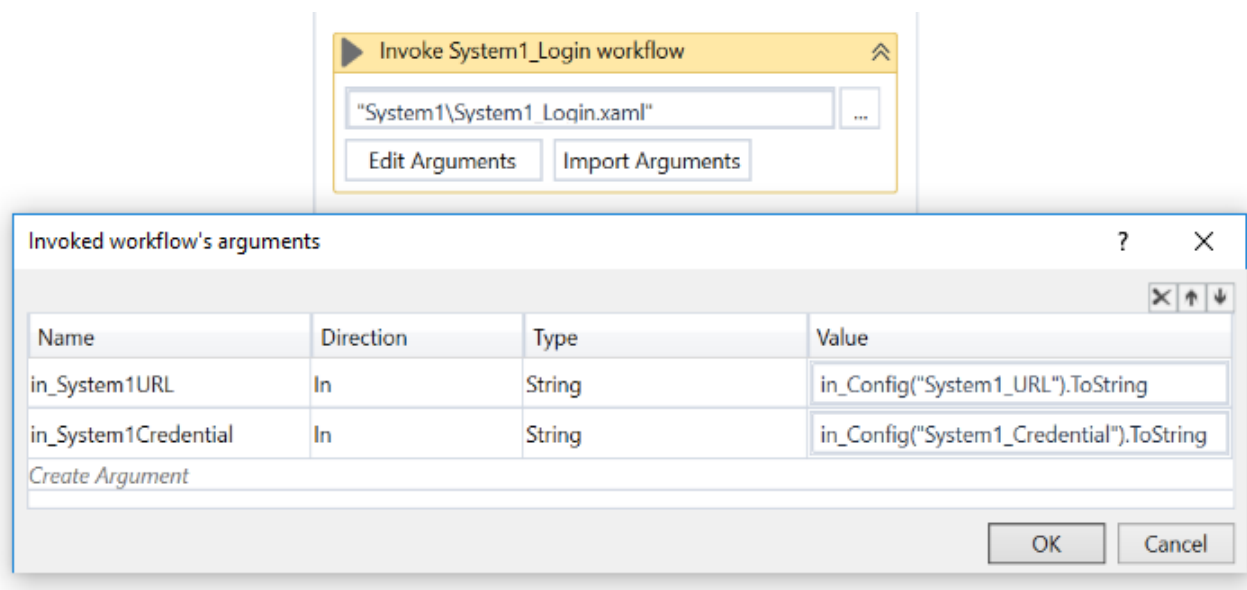 Invoke System1_Login workflow
"System1\System1_Login.xaml"
...
Edit Arguments Import Arguments
Invoked workflow's arguments ?
Name Direction Type Value
in_System1URL In String in_Config("System1_URL").ToString
in_System1Credential In String in_Config("System1_Credential").ToString
Create Argument
OK Cancel